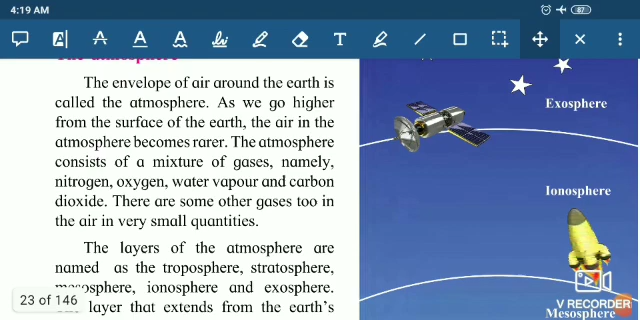 4:19 AM
87
The atmosphere
The envelope of air around the earth is
called the atmosphere. As we go higher
from the surface of the earth, the air in the
atmosphere becomes rarer. The atmosphere
consists of a mixture of gases, namely,
nitrogen, oxygen, water vapour and carbon
dioxide. There are some other gases too in
the air in very small quantities.
The layers of the atmosphere are
named as the troposphere, stratosphere,
mesosphere, ionosphere and exosphere.
layer that extends from the earth's
23 of 146
Exosphere
Ionosphere
V RECORDER
Mesosphere